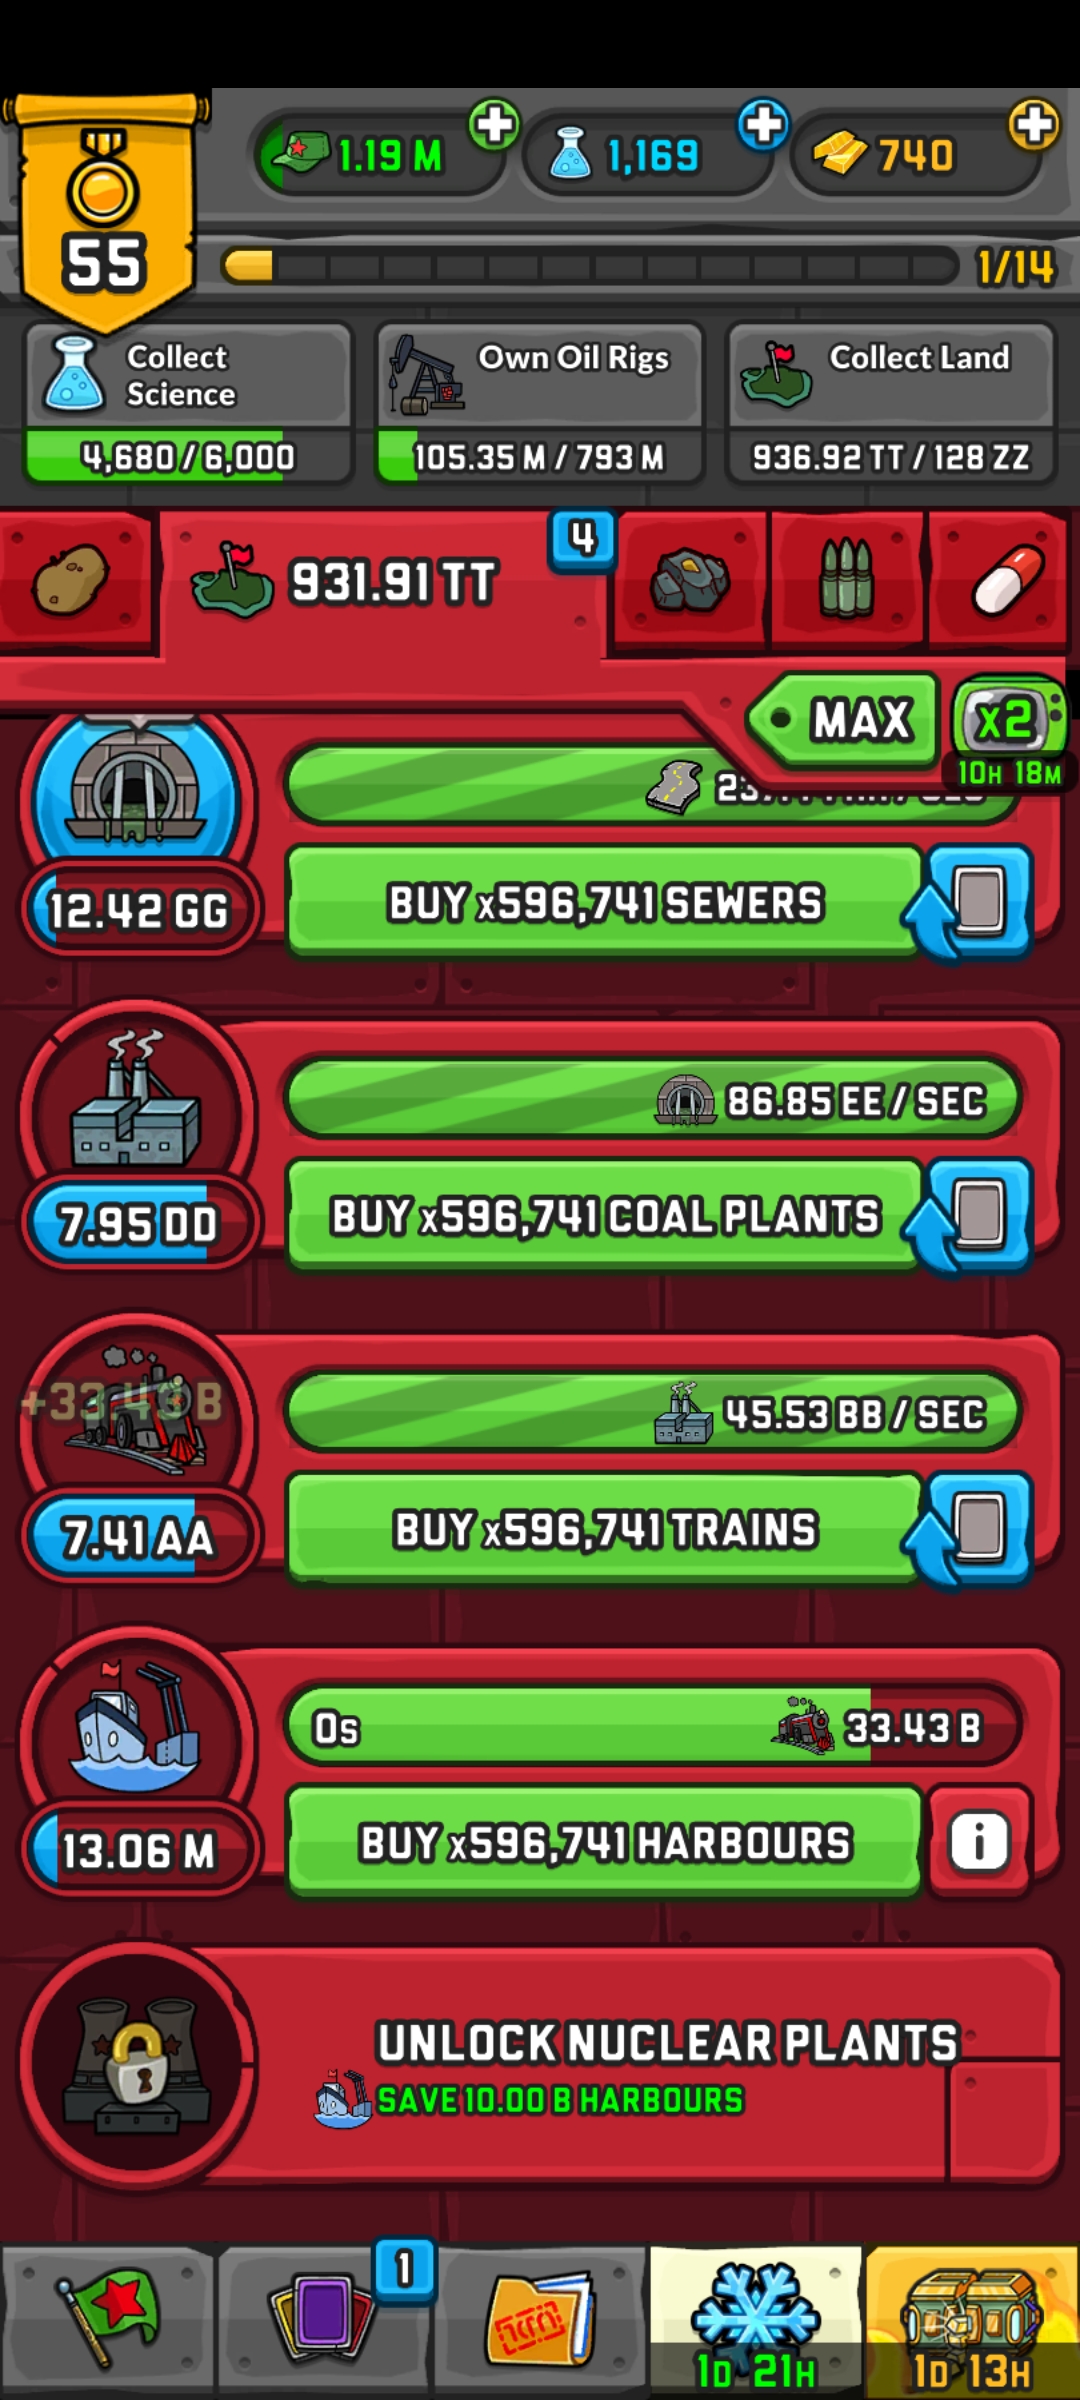 1.19 M
1,169
740
55
1/14
Collect
Science
Own Oil Rigs
Collect Land
4,680 / 6,000
105.35 M / 793 M
936.92 TT / 128 ZZ
4
931.91 TT
MAX
x2
10H 18M
12.42 GG
BUY x596,741 SEWERS
86.85 EE / SEC
7.95 DD
BUY x596,741 COAL PLANTS
+33.43 B
45.53 BB / SEC
7.41 AA
BUY x596,741 TRAINS
0s
33.43 B
13.06 M
BUY x596,741 HARBOURS
i
UNLOCK NUCLEAR PLANTS
SAVE 10.00 B HARBOURS
1
1D 21H
1D 13H